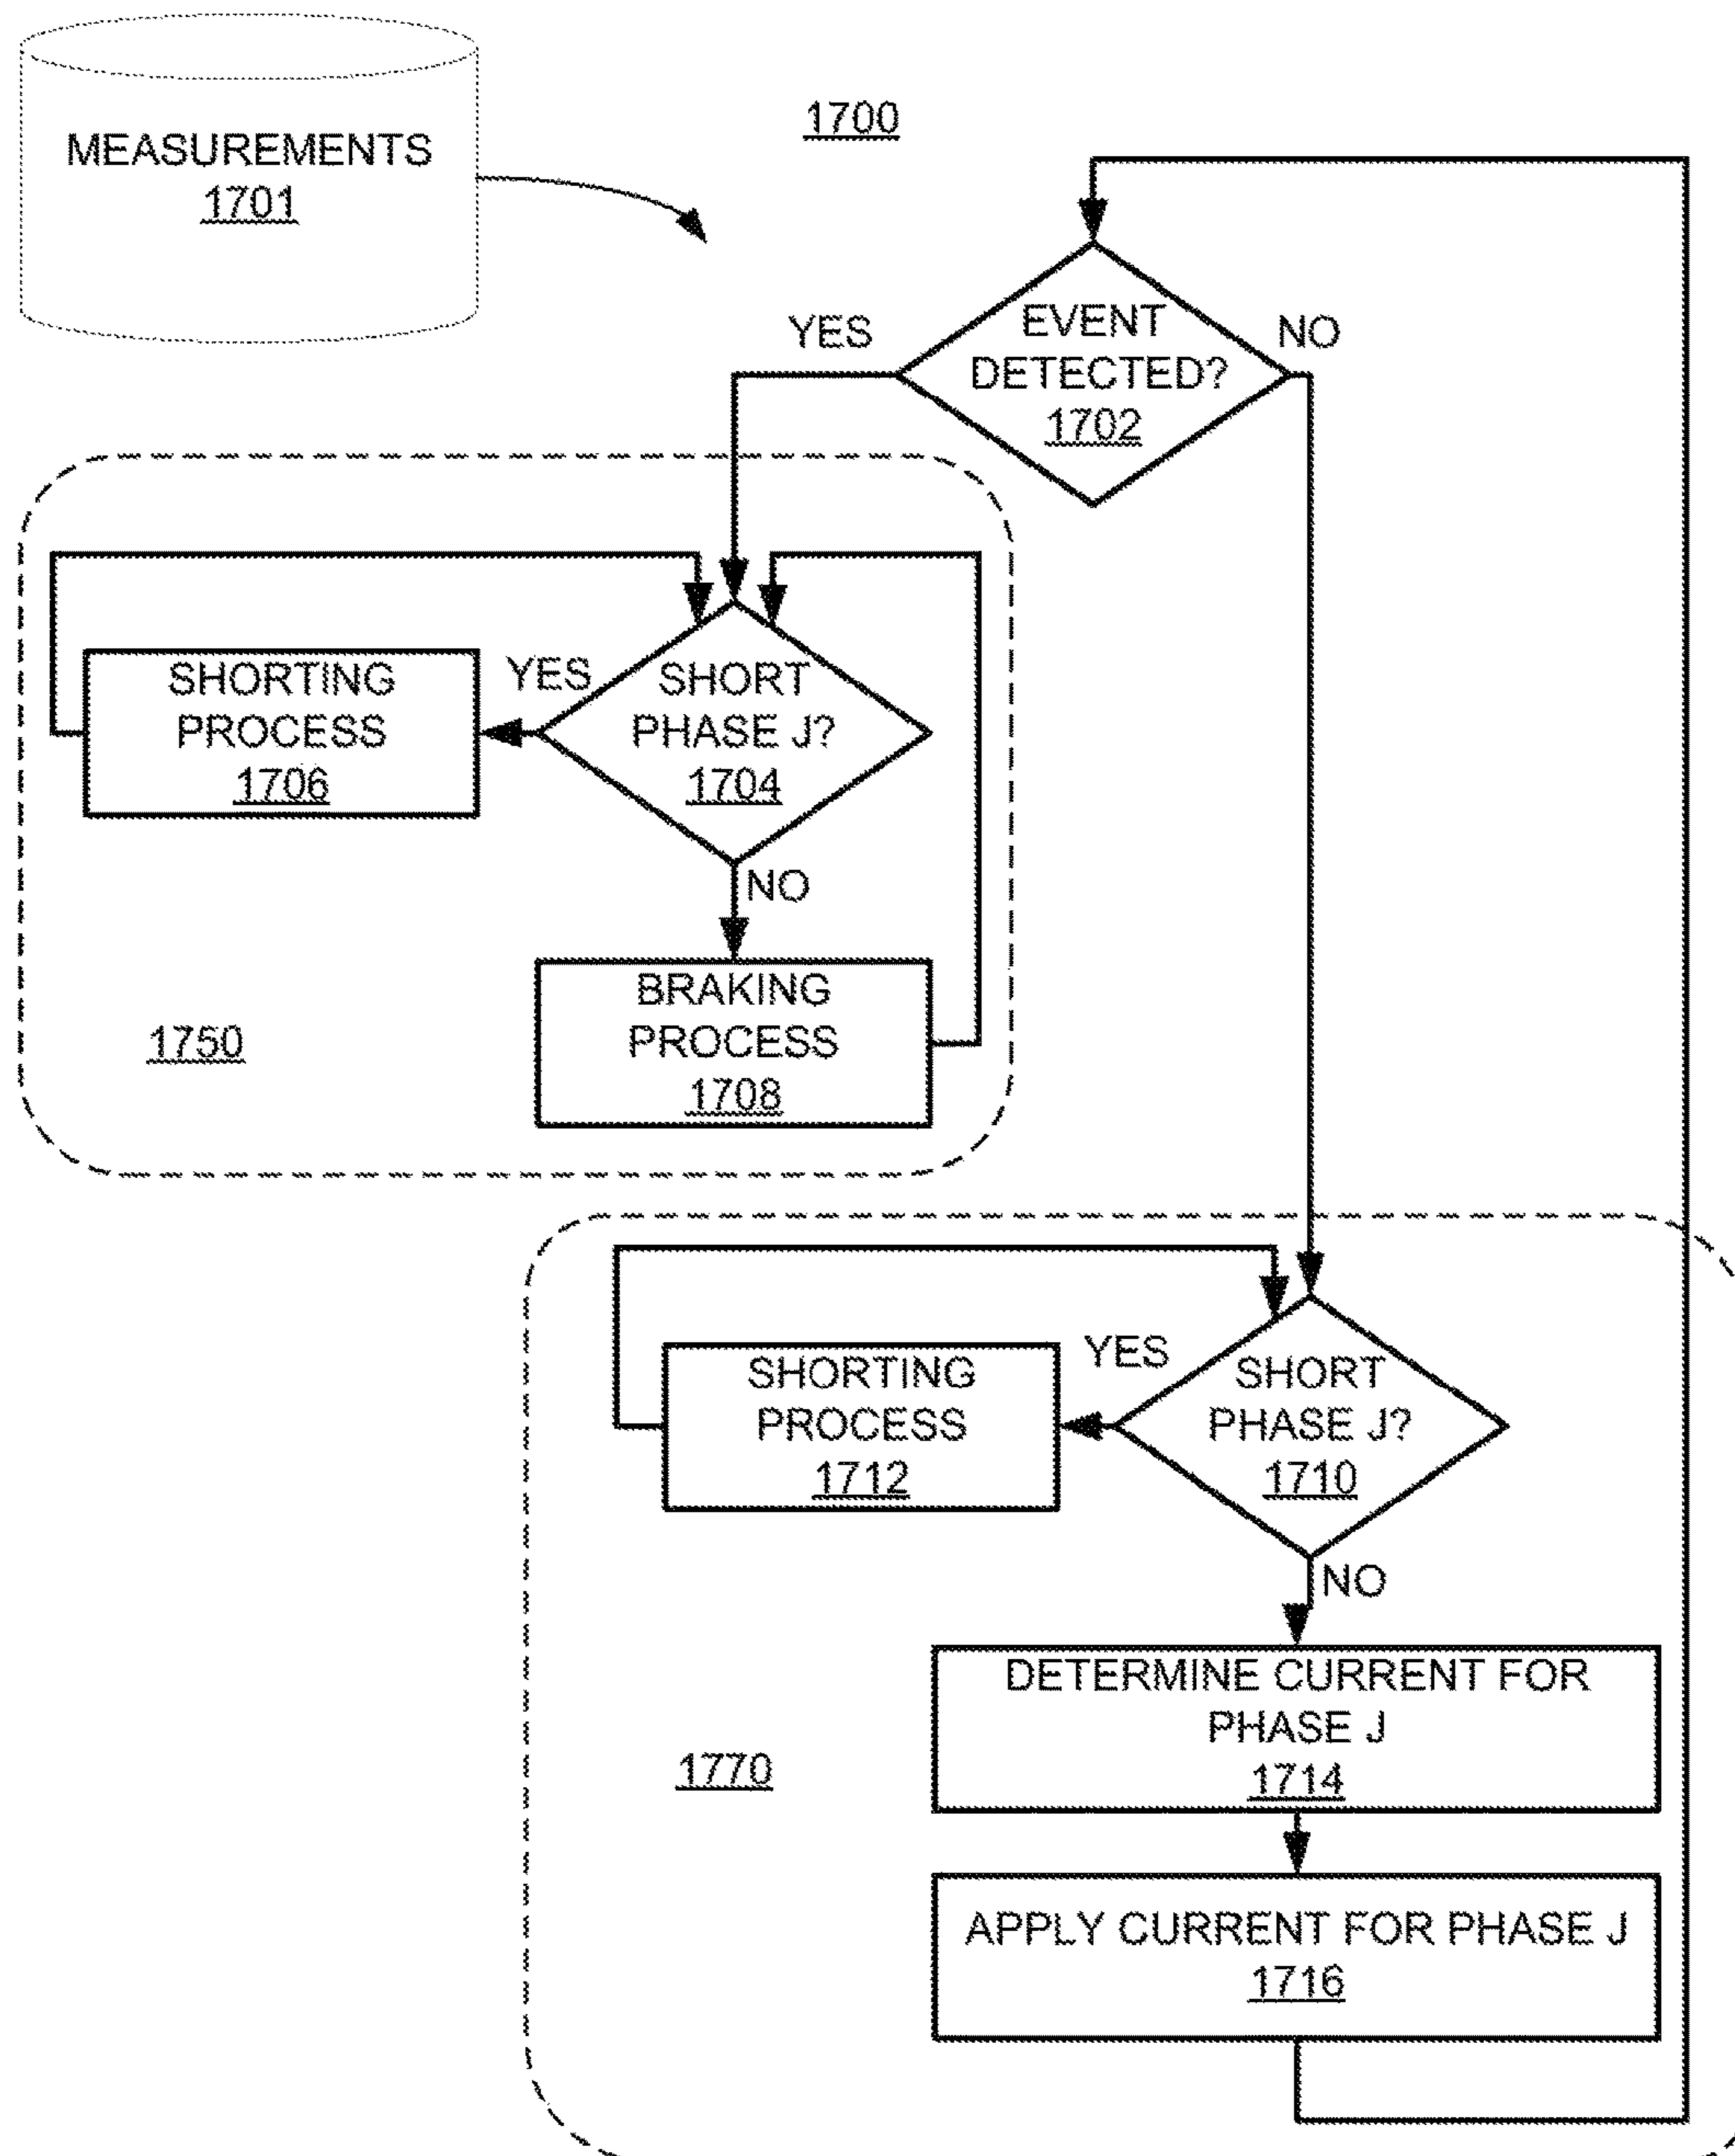 MEASUREMENTS
1701
1700
EVENT
DETECTED?
1702
YES
NO
SHORTING
PROCESS
1706
YES
SHORT
PHASE J?
1704
NO
BRAKING
PROCESS
1708
1750
SHORTING
PROCESS
1712
YES
SHORT
PHASE J?
1710
NO
DETERMINE CURRENT FOR
PHASE J
1714
1770
APPLY CURRENT FOR PHASE J
1716